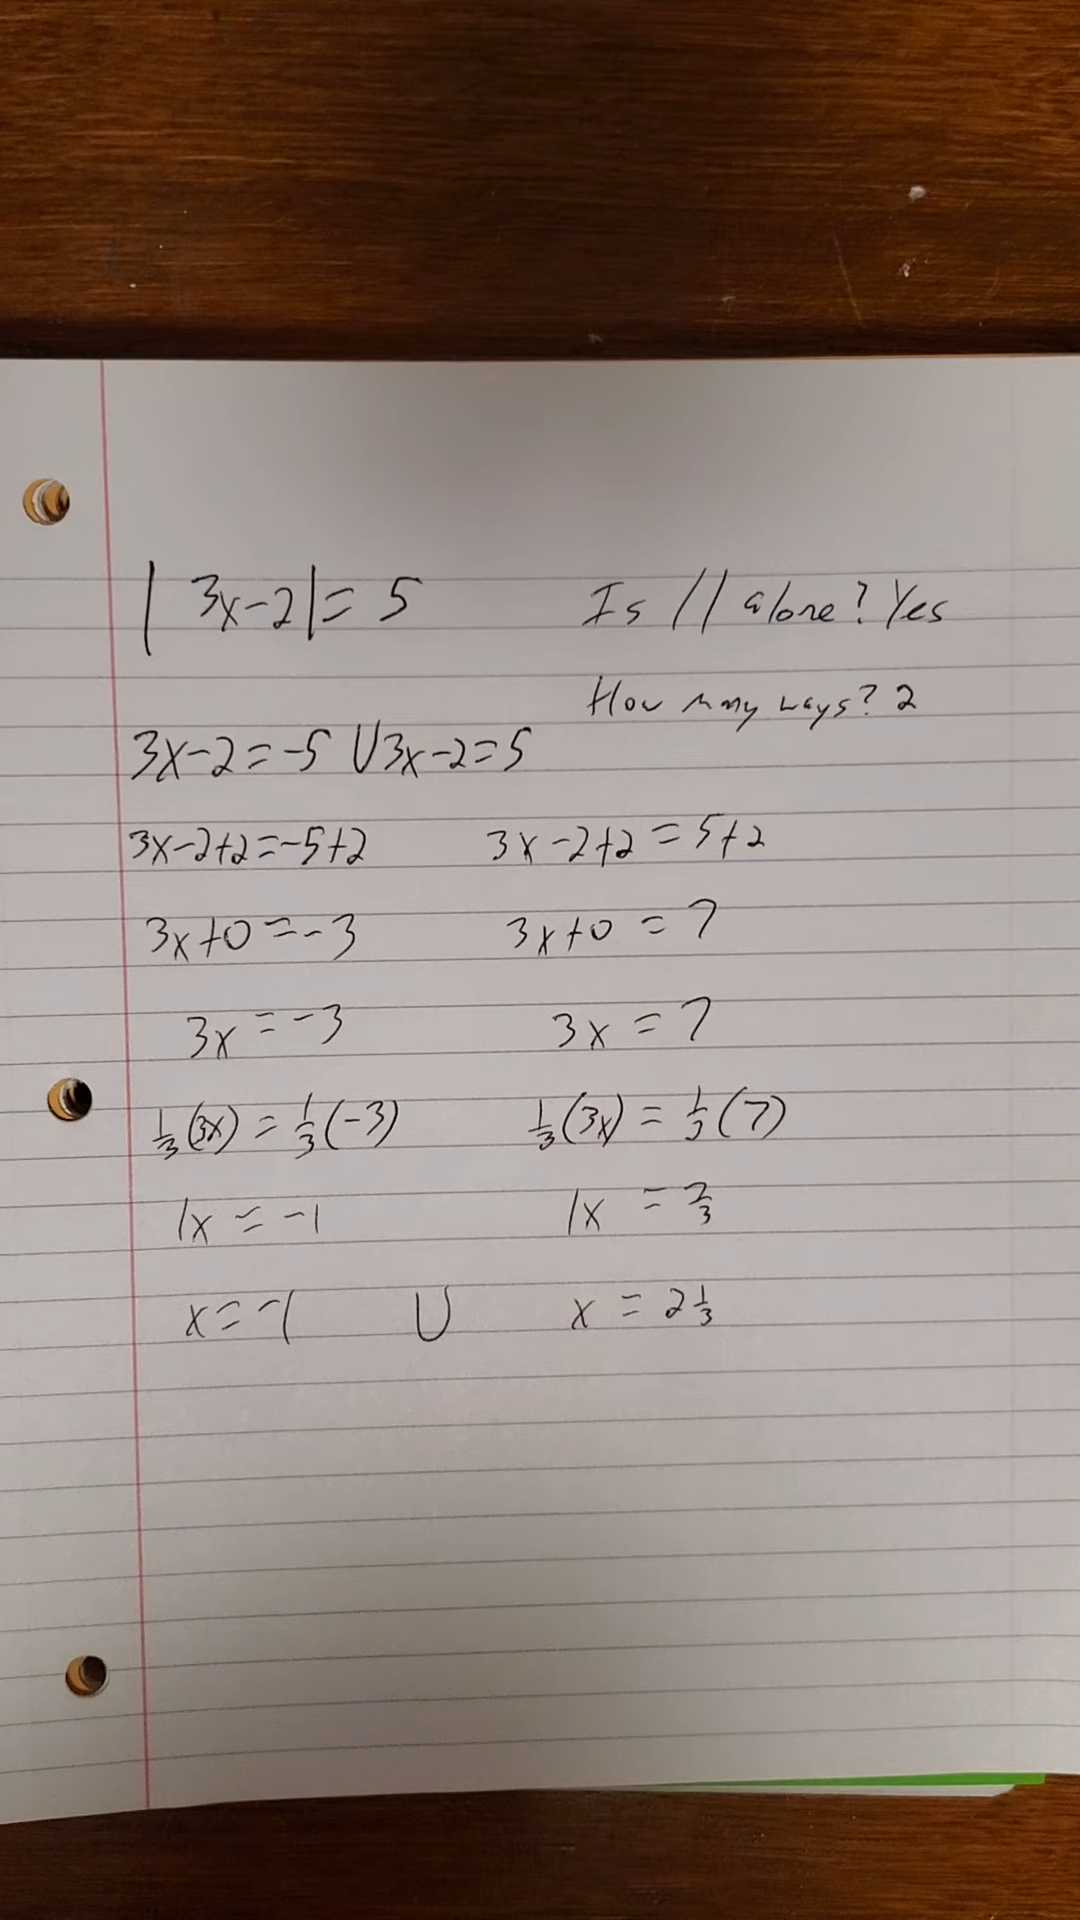 |3x-2|=5 Is || alone? Yes
How many ways? 2
3x-2=-5 U 3x-2=5
3x-2+2=-5+2 3x-2+2=5+2
3x+0=-3 3x+0=7
3x=-3 3x=7
1/3(3x)=1/3(-3) 1/3(3x)=1/3(7)
1x=-1 1x=7/3
x=-1 U x=2 1/3